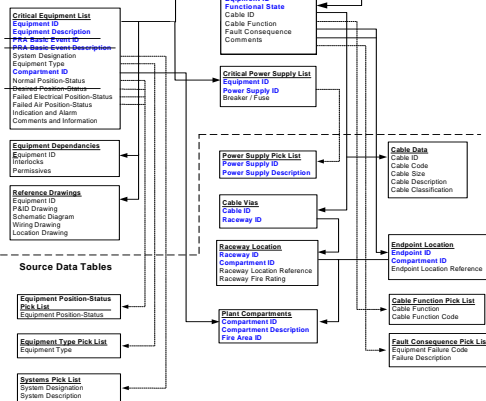 Critical Equipment List
Equipment ID
Equipment Description
PRA Basic Event ID
PRA Basic Event Description
System Designation
Equipment Type
Compartment ID
Normal Position-Status
Desired Position-Status
Failed Electrical Position-Status
Failed Air Position-Status
Indication and Alarm
Comments and Information
Functional State
Cable ID
Cable Function
Fault Consequence
Comments
Critical Power Supply List
Equipment ID
Power Supply ID
Breaker / Fuse
Equipment Dependancies
Equipment ID
Interlocks
Permissives
Power Supply Pick List
Power Supply ID
Power Supply Description
Cable Data
Cable ID
Cable Code
Cable Size
Cable Description
Cable Classification
Reference Drawings
Equipment ID
P&ID Drawing
Schematic Diagram
Wiring Drawing
Location Drawing
Cable Vias
Cable ID
Raceway ID
Raceway Location
Raceway ID
Compartment ID
Raceway Location Reference
Raceway Fire Rating
Endpoint Location
Endpoint ID
Compartment ID
Endpoint Location Reference
Source Data Tables
Equipment Position-Status
Pick List
Equipment Position-Status
Plant Compartments
Compartment ID
Compartment Description
Fire Area ID
Cable Function Pick List
Cable Function
Cable Function Code
Equipment Type Pick List
Equipment Type
Fault Consequence Pick Lis
Equipment Failure Code
Failure Description
Systems Pick List
System Designation
System Description